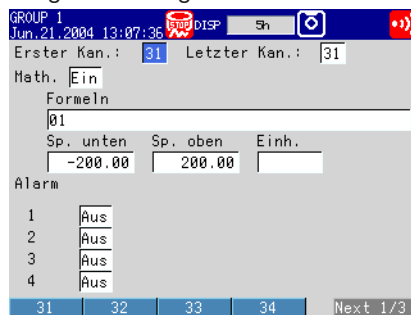 GROUP 1
Jun.21.2004 13:07:36 STOP DISP 5h
Erster Kan.: 31 Letzter Kan.: 31
Math. Ein
Formeln
01
Sp. unten Sp. oben Einh.
-200.00 200.00
Alarm
1 Aus
2 Aus
3 Aus
4 Aus
31 32 33 34 Next 1/3